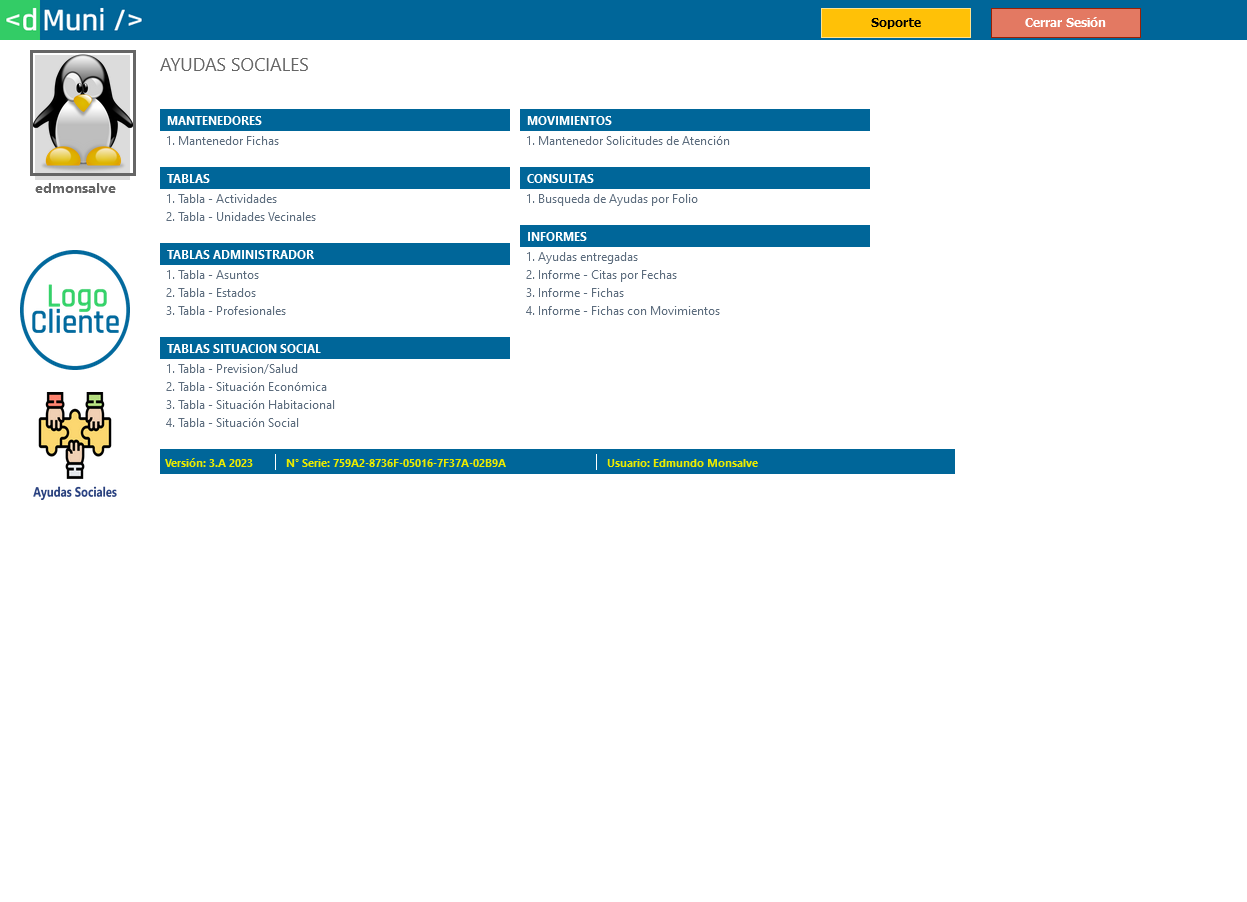 <d Muni />
Soporte
Cerrar Sesión
edmonsalve
Logo
Cliente
Ayudas Sociales
AYUDAS SOCIALES
MANTENEDORES
1. Mantenedor Fichas
TABLAS
1. Tabla - Actividades
2. Tabla - Unidades Vecinales
TABLAS ADMINISTRADOR
1. Tabla - Asuntos
2. Tabla - Estados
3. Tabla - Profesionales
TABLAS SITUACION SOCIAL
1. Tabla - Prevision/Salud
2. Tabla - Situación Económica
3. Tabla - Situación Habitacional
4. Tabla - Situación Social
MOVIMIENTOS
1. Mantenedor Solicitudes de Atención
CONSULTAS
1. Busqueda de Ayudas por Folio
INFORMES
1. Ayudas entregadas
2. Informe - Citas por Fechas
3. Informe - Fichas
4. Informe - Fichas con Movimientos
Versión: 3.A 2023
N° Serie: 759A2-8736F-05016-7F37A-02B9A
Usuario: Edmundo Monsalve